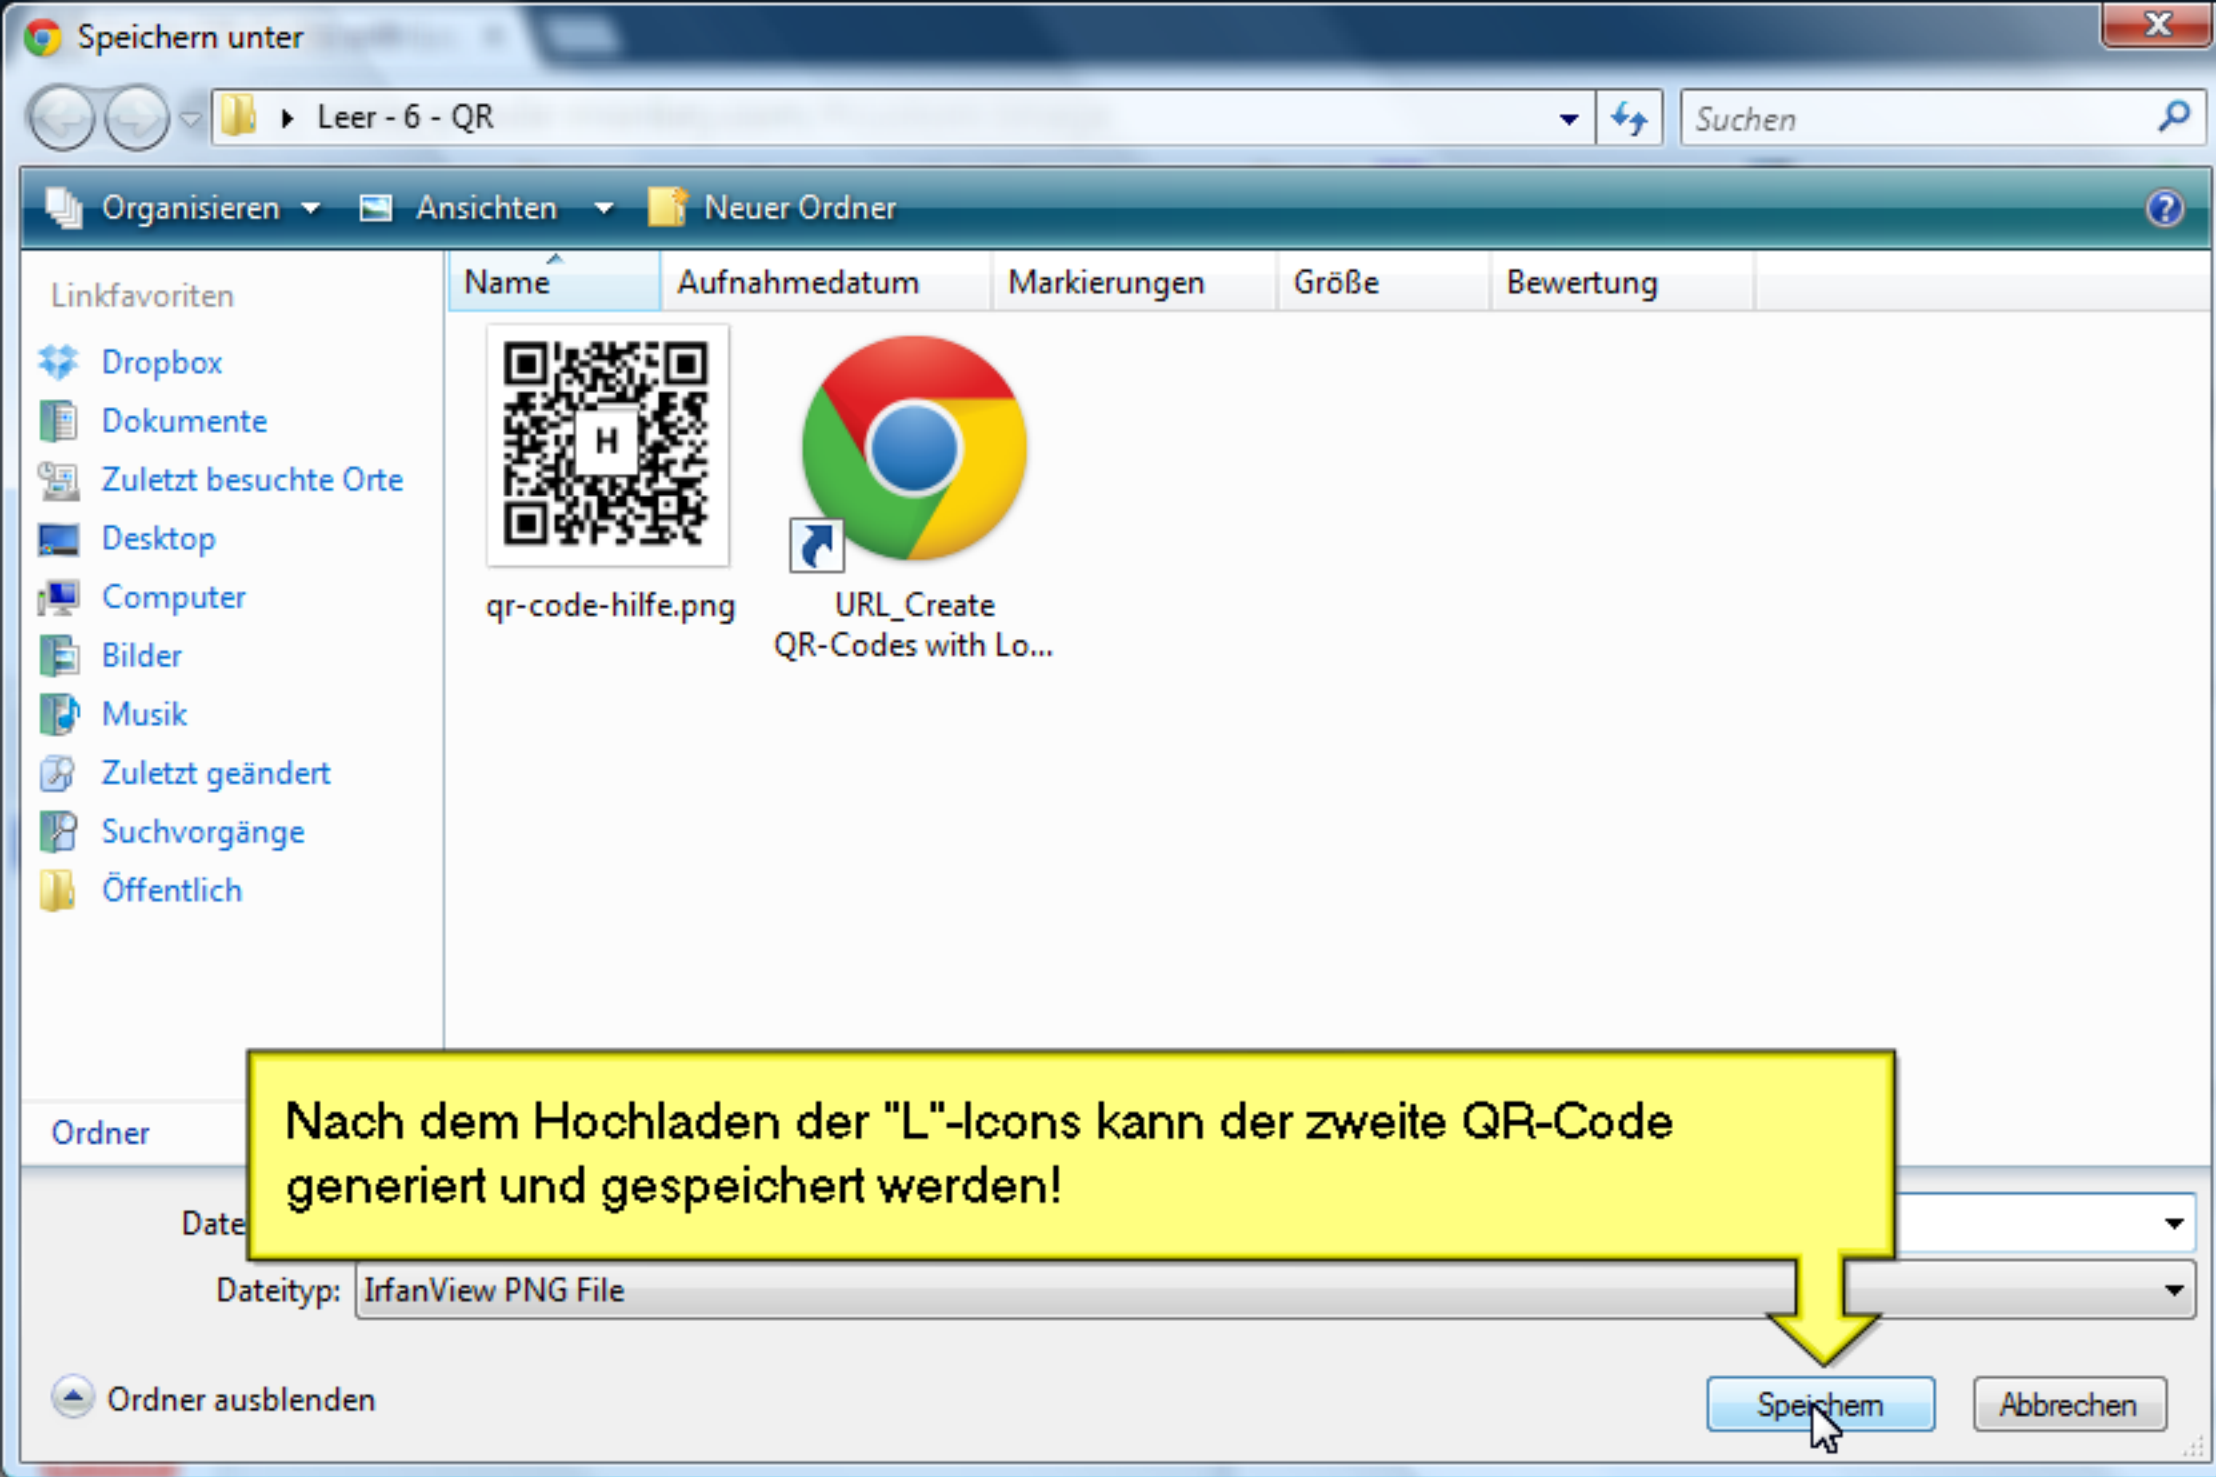 Speichern unter
Leer - 6 - QR
Suchen
Organisieren
Ansichten
Neuer Ordner
?
Linkfavoriten
Dropbox
Dokumente
Zuletzt besuchte Orte
Desktop
Computer
Bilder
Musik
Zuletzt geändert
Suchvorgänge
Öffentlich
Ordner
Name
Aufnahmedatum
Markierungen
Größe
Bewertung
H
qr-code-hilfe.png
URL_Create
QR-Codes with Lo...
Nach dem Hochladen der "L"-Icons kann der zweite QR-Code
generiert und gespeichert werden!
Date
Dateityp:
IrfanView PNG File
Ordner ausblenden
Speichern
Abbrechen